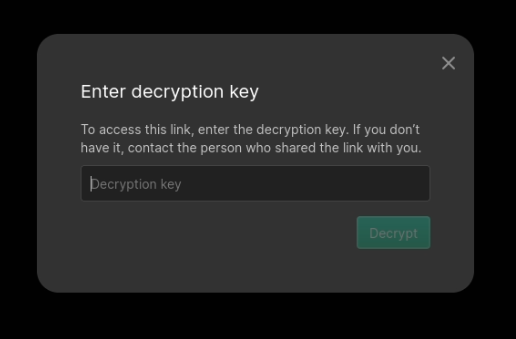 Enter decryption key
To access this link, enter the decryption key. If you don’t
have it, contact the person who shared the link with you.
Decryption key
Decrypt